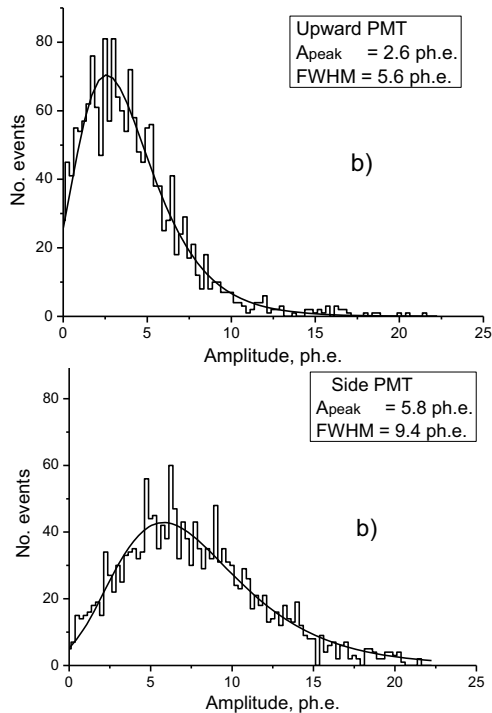 Upward PMT
Apeak = 2.6 ph.e.
FWHM = 5.6 ph.e.
b)
No. events
80
60
40
20
0
0 5 10 15 20 25
Amplitude, ph.e.
Side PMT
Apeak = 5.8 ph.e.
FWHM = 9.4 ph.e.
b)
No. events
80
60
40
20
0
0 5 10 15 20 25
Amplitude, ph.e.